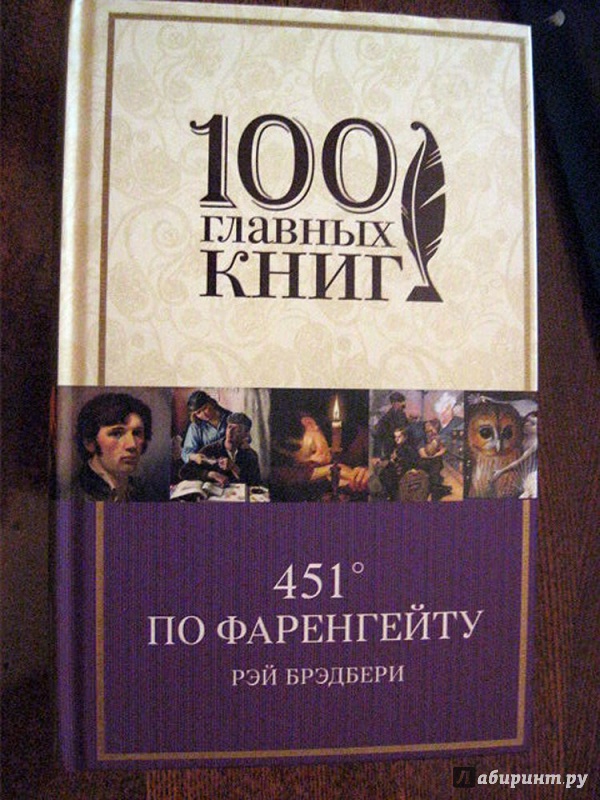 100
ГЛАВНЫХ
КНИГ
451°
ПО ФАРЕНГЕЙТУ
РЭЙ БРЭДБЕРИ
Лабиринт.ру